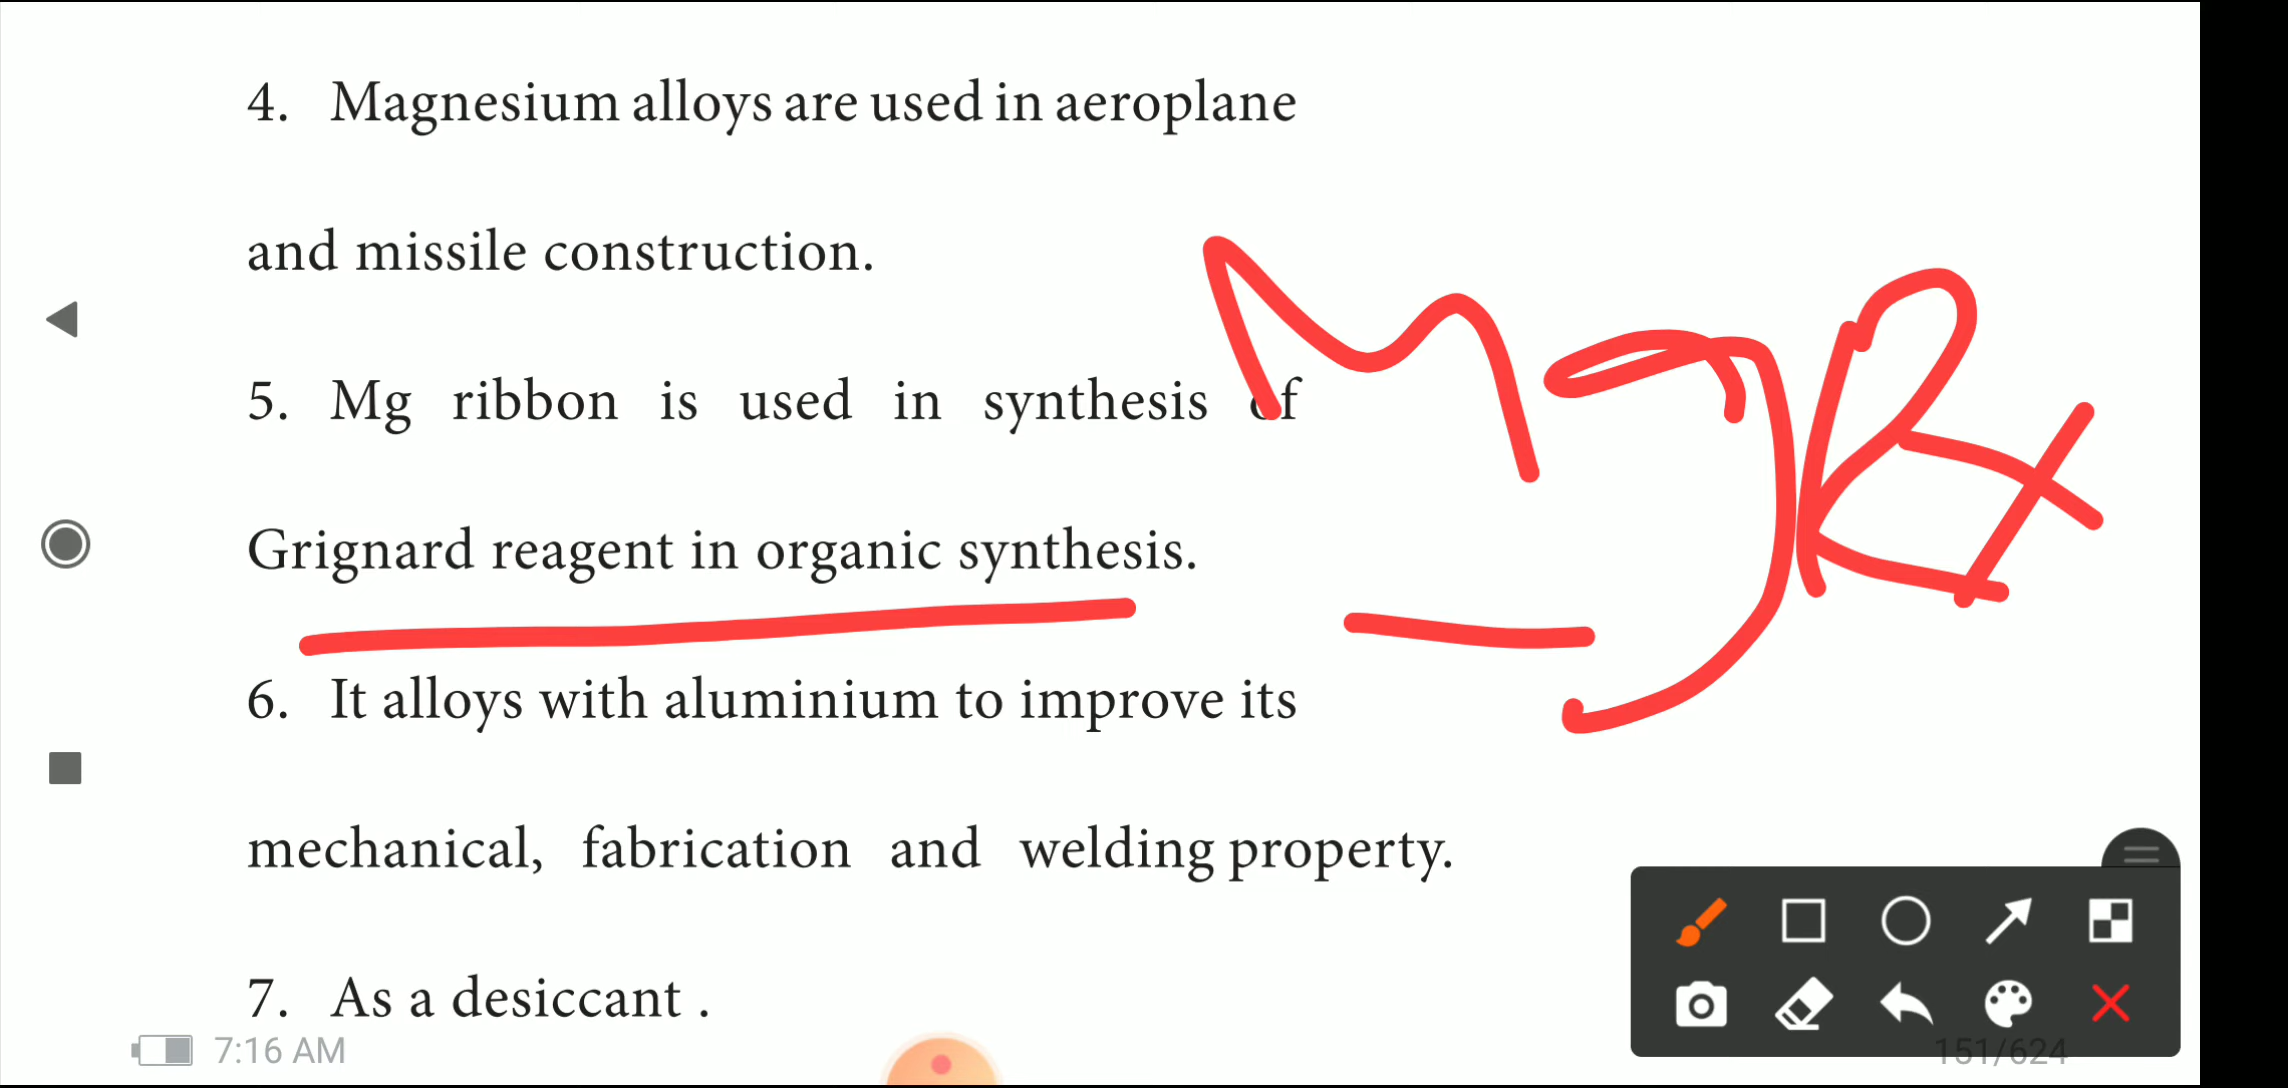 4. Magnesium alloys are used in aeroplane
and missile construction.
5. Mg ribbon is used in synthesis of
Grignard reagent in organic synthesis.
MgRX
6. It alloys with aluminium to improve its
mechanical, fabrication and welding property.
7. As a desiccant .
7:16 AM
151/624